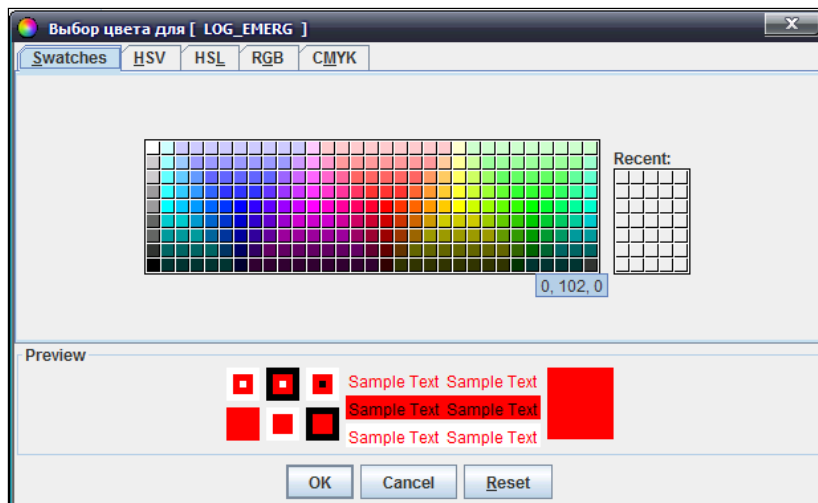 Выбор цвета для [ LOG_EMERG ]
x
Swatches HSV HSL RGB CMYK
Recent:
0, 102, 0
Preview
Sample Text Sample Text
Sample Text Sample Text
Sample Text Sample Text
OK Cancel Reset